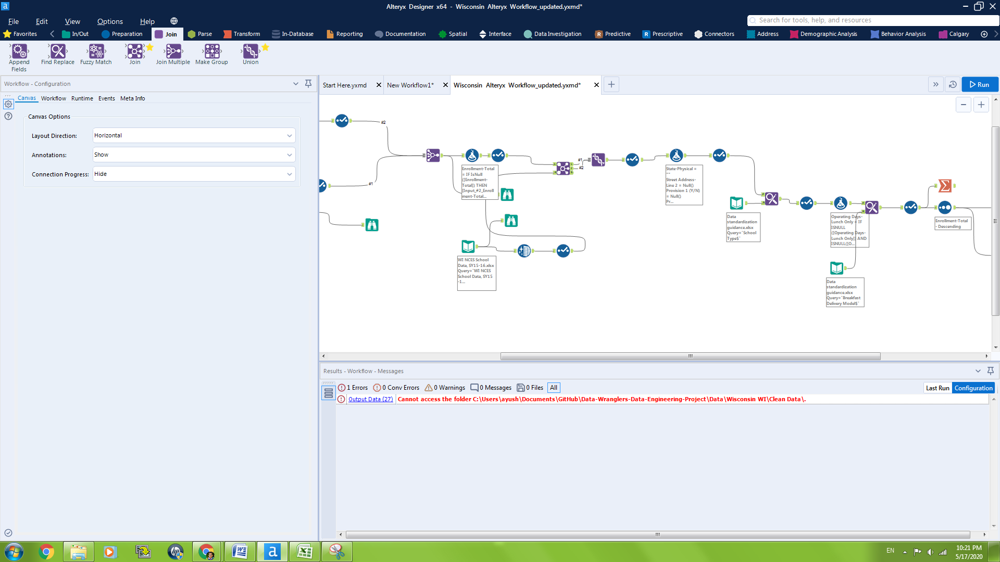 Alteryx Designer x64 - Wisconsin Alteryx Workflow_updated.yxmd*
File Edit View Options Help
Search for tools, help, and resources
Favorites In/Out Preparation Join Parse Transform In-Database Reporting Documentation Spatial Interface Data Investigation Predictive Prescriptive Connectors Address Demographic Analysis Behavior Analysis Calgary
Append Fields
Find Replace
Fuzzy Match
Join
Join Multiple
Make Group
Union
Workflow - Configuration
Canvas Workflow Runtime Events Meta Info
Canvas Options
Layout Direction: Horizontal
Annotations: Show
Connection Progress: Hide
Start Here.yxmd
New Workflow1*
Wisconsin Alteryx Workflow_updated.yxmd*
Run
#2
#1
#1
#2
Enrollment-Total
= IF IsNull
([Enrollment-
Total]) THEN
[Input_#2_Enroll
ment-Total...
State-Physical =
""
Street Address-
Line 2 = Null()
Provision 1 (Y/N)
= Null()
Pr...
Data
standardization
guidance.xlsx
Query=`School
Type$`
Operating Days-
Lunch Only = IF
ISNULL
([Operating Days-
Lunch Only]) AND
ISNULL([O...
Enrollment-Total
- Descending
WI NCES School
Data, SY15-16.xlsx
Query=`WI NCES
School Data, SY15
-1...
Data
standardization
guidance.xlsx
Query=`Breakfast
Delivery Model$`
Results - Workflow - Messages
1 Errors 0 Conv Errors 0 Warnings 0 Messages 0 Files All
Last Run Configuration
Output Data (27) Cannot access the folder C:\Users\ayush\Documents\GitHub\Data-Wranglers-Data-Engineering-Project\Data\Wisconsin WI\Clean Data\.
EN
10:21 PM
5/17/2020